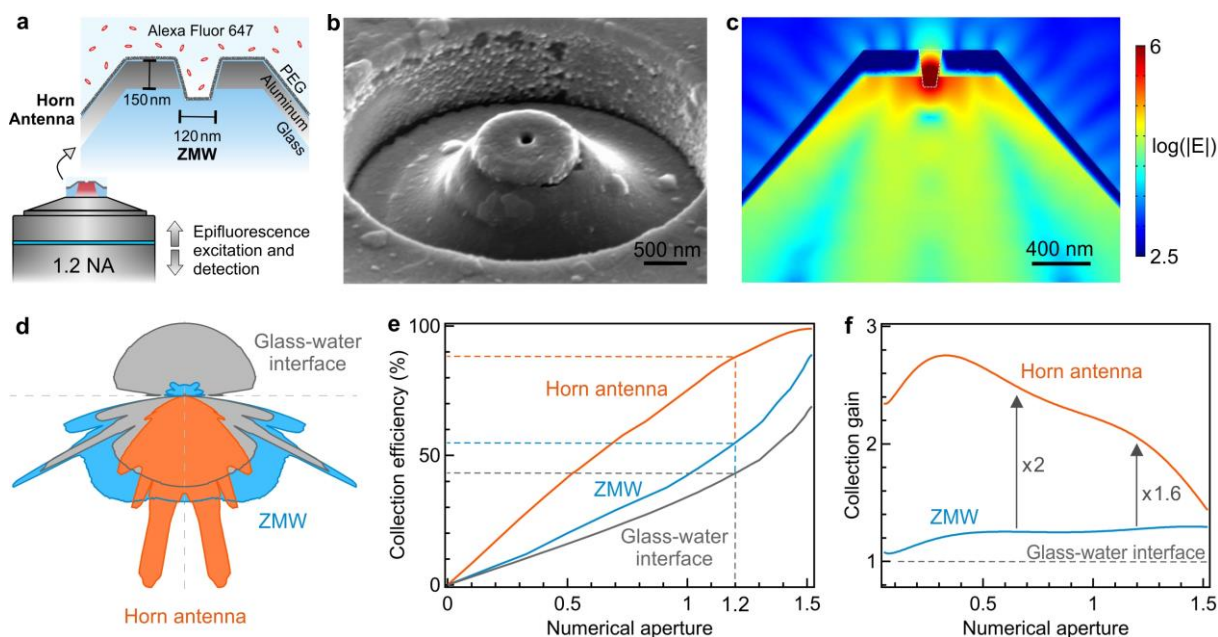 a
Alexa Fluor 647
PEG
Aluminum
Glass
Horn
Antenna
150 nm
120 nm
ZMW
1.2 NA
Epifluorescence
excitation and
detection
b
500 nm
c
6
log(|E|)
2.5
400 nm
d
Glass-water
interface
ZMW
Horn antenna
e
Collection efficiency (%)
100
50
0
Horn antenna
ZMW
Glass-water
interface
0 0.5 1 1.2 1.5
Numerical aperture
f
Collection gain
3
2
1
Horn antenna
x2
x1.6
ZMW
Glass-water interface
0.5 1 1.5
Numerical aperture